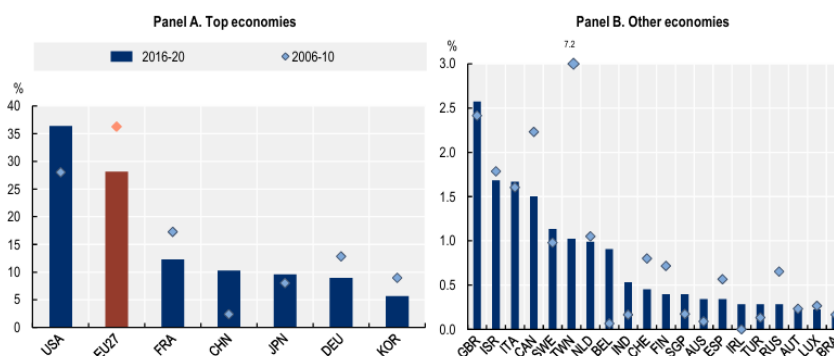 Panel A. Top economies
2016-20
2006-10
%
40
35
30
25
20
15
10
5
0
USA
EU27
FRA
CHN
JPN
DEU
KOR
Panel B. Other economies
7.2
%
3.0
2.5
2.0
1.5
1.0
0.5
0.0
GBR
ISR
ITA
CAN
SWE
TWN
NLD
BEL
IND
CHE
FIN
SGP
AUS
ESP
IRL
TUR
RUS
AUT
LUX
BRA